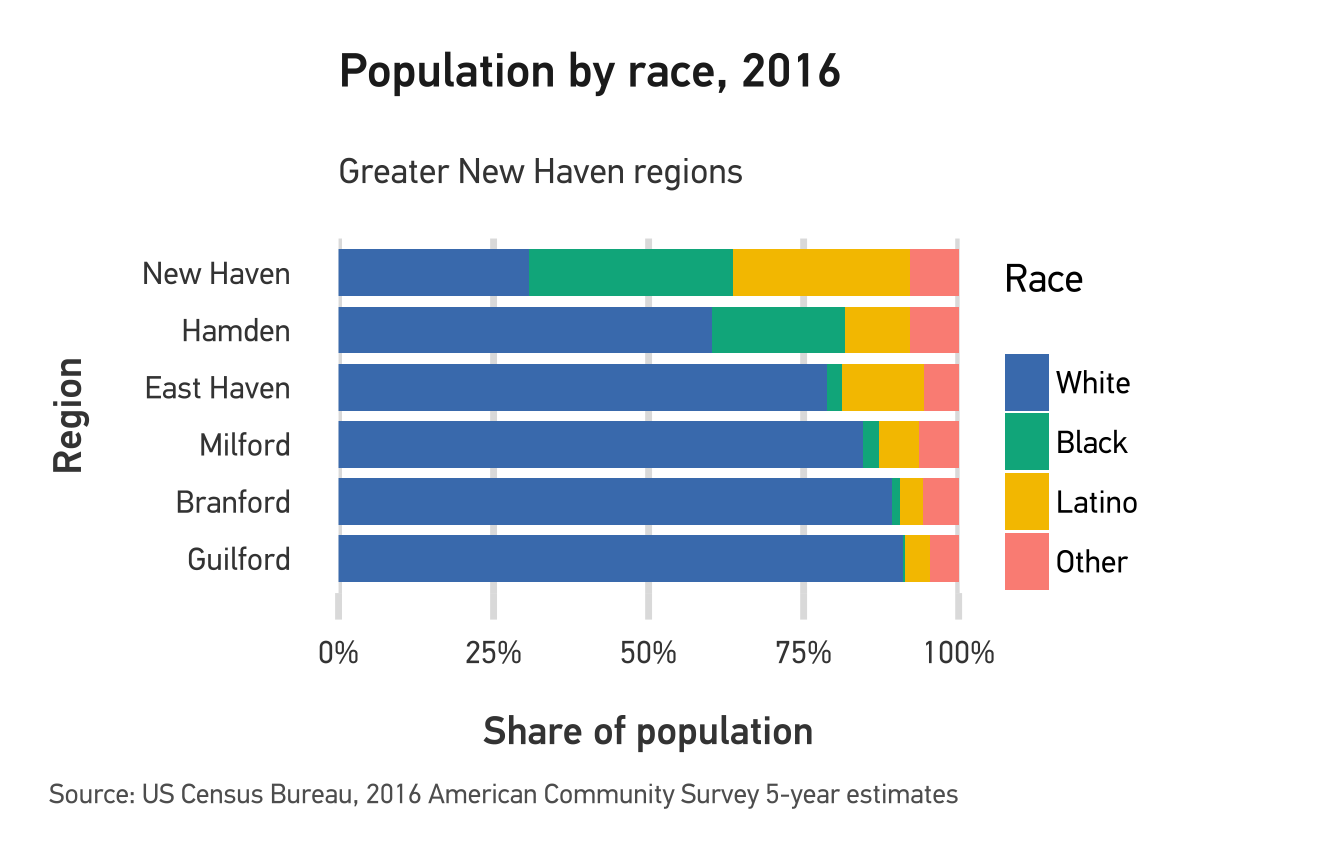 Population by race, 2016
Greater New Haven regions
New Haven
Hamden
East Haven
Milford
Branford
Guilford
Region
0% 25% 50% 75% 100%
Share of population
Race
White
Black
Latino
Other
Source: US Census Bureau, 2016 American Community Survey 5-year estimates